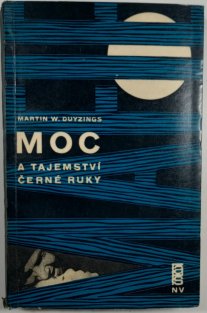 MARTIN W. DUYZINGS
MOC
A TAJEMSTVÍ
ČERNÉ RUKY
NV